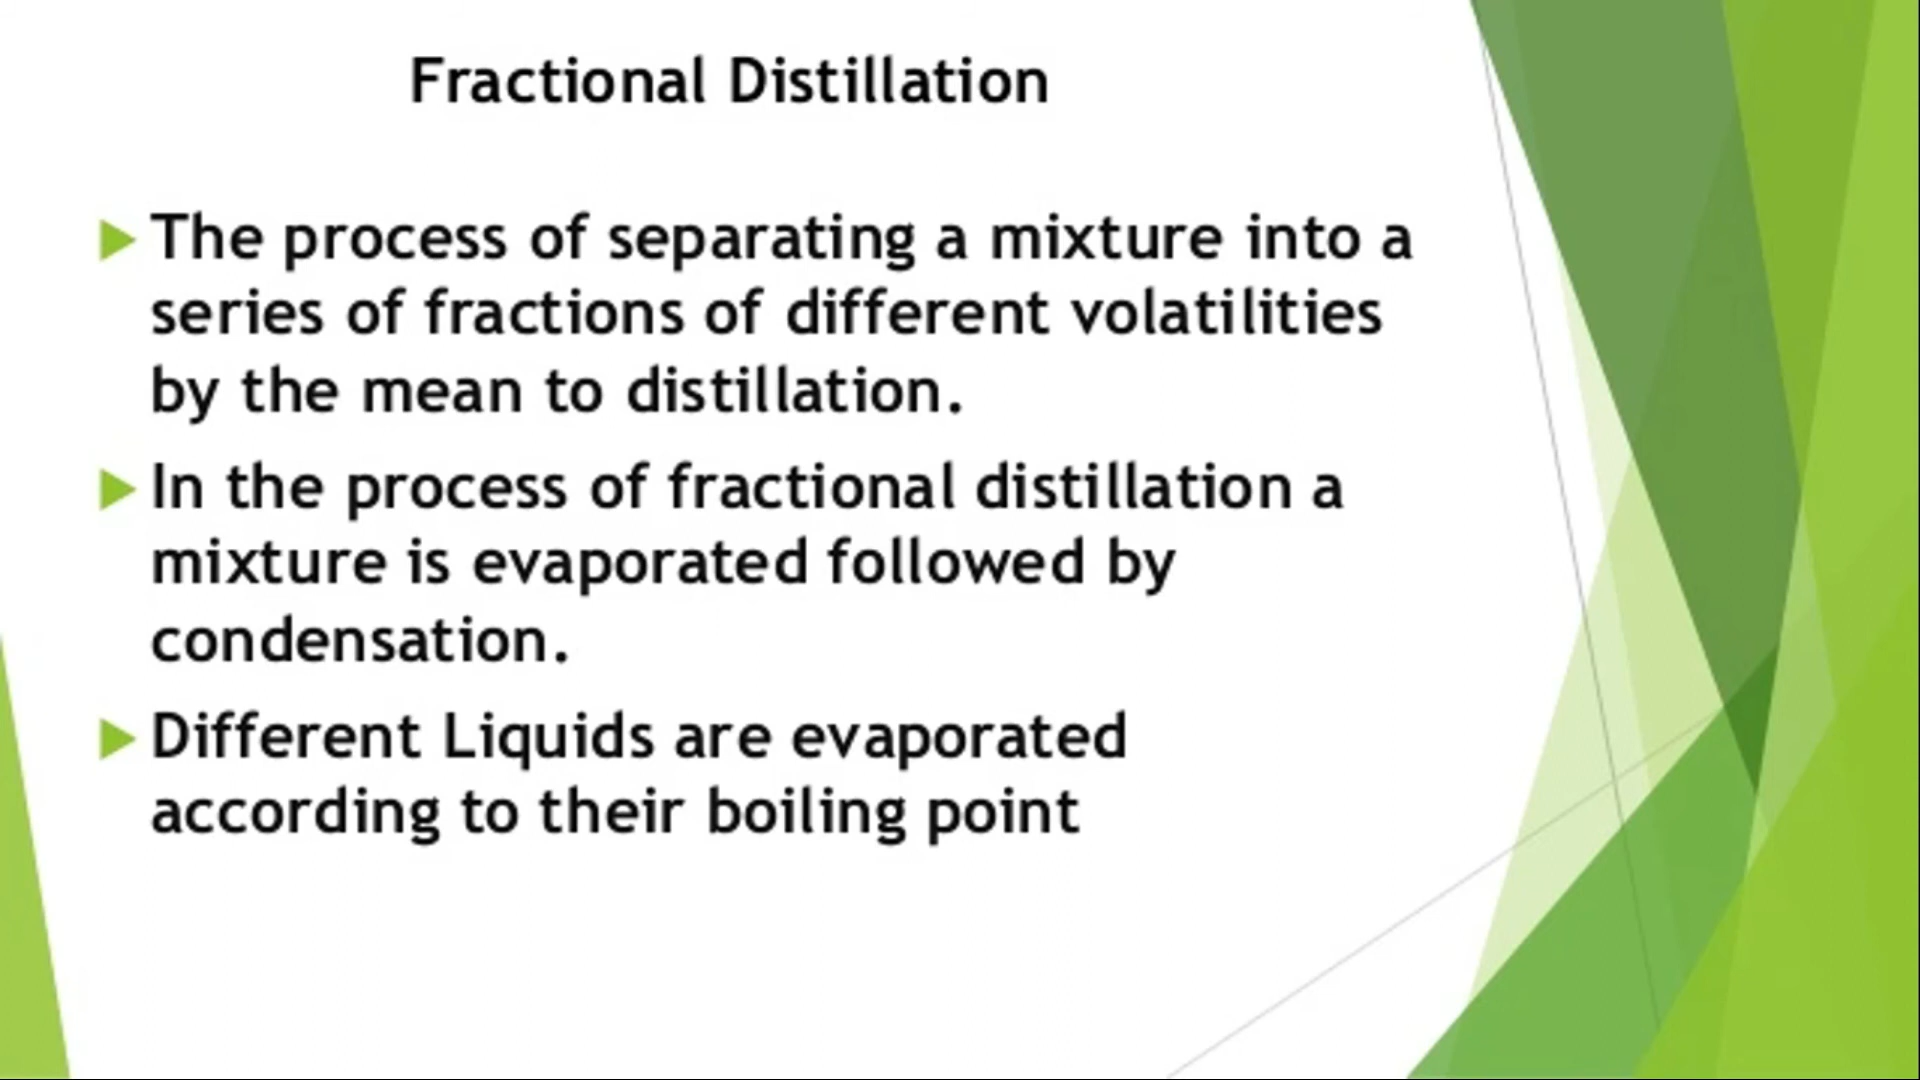 Fractional Distillation
The process of separating a mixture into a
series of fractions of different volatilities
by the mean to distillation.
In the process of fractional distillation a
mixture is evaporated followed by
condensation.
Different Liquids are evaporated
according to their boiling point